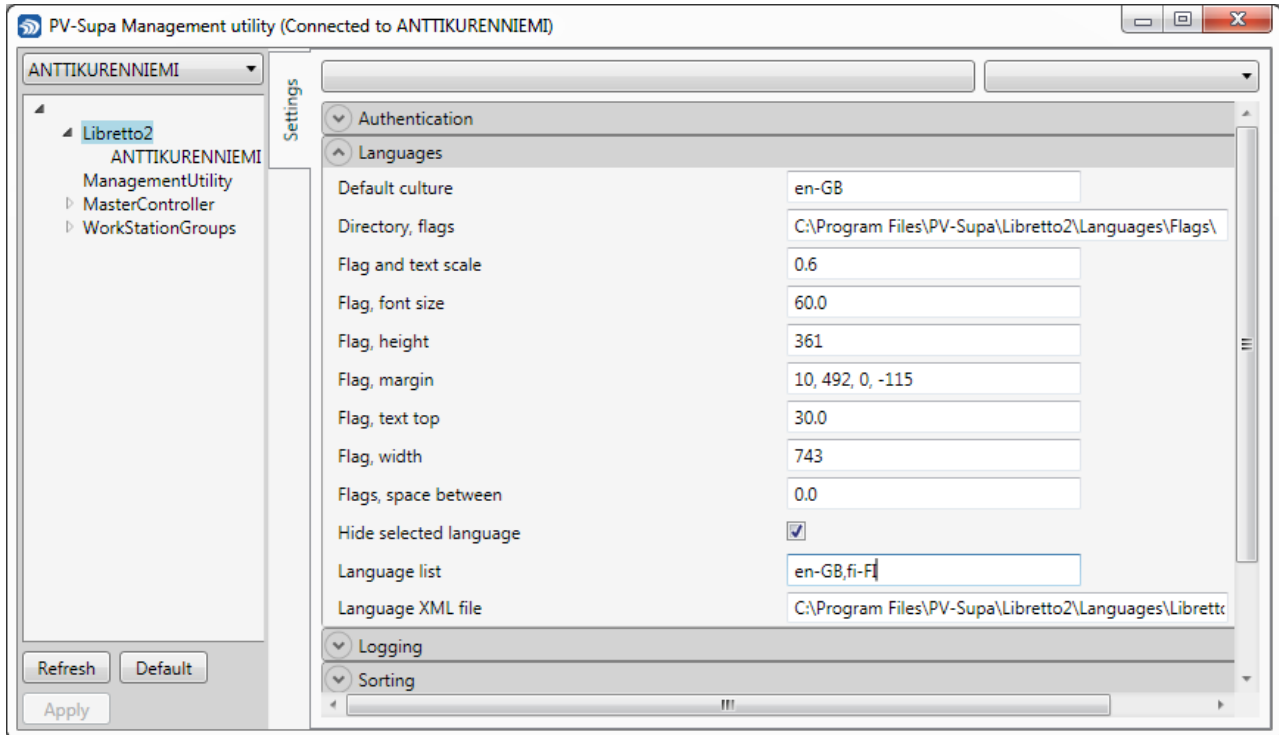 PV-Supa Management utility (Connected to ANTTIKURENNIEMI)
ANTTIKURENNIEMI
Libretto2
ANTTIKURENNIEMI
ManagementUtility
MasterController
WorkStationGroups
Refresh
Default
Apply
Settings
Authentication
Languages
Default culture
en-GB
Directory, flags
C:\Program Files\PV-Supa\Libretto2\Languages\Flags\
Flag and text scale
0.6
Flag, font size
60.0
Flag, height
361
Flag, margin
10, 492, 0, -115
Flag, text top
30.0
Flag, width
743
Flags, space between
0.0
Hide selected language
Language list
en-GB,fi-FI
Language XML file
C:\Program Files\PV-Supa\Libretto2\Languages\Libretto
Logging
Sorting